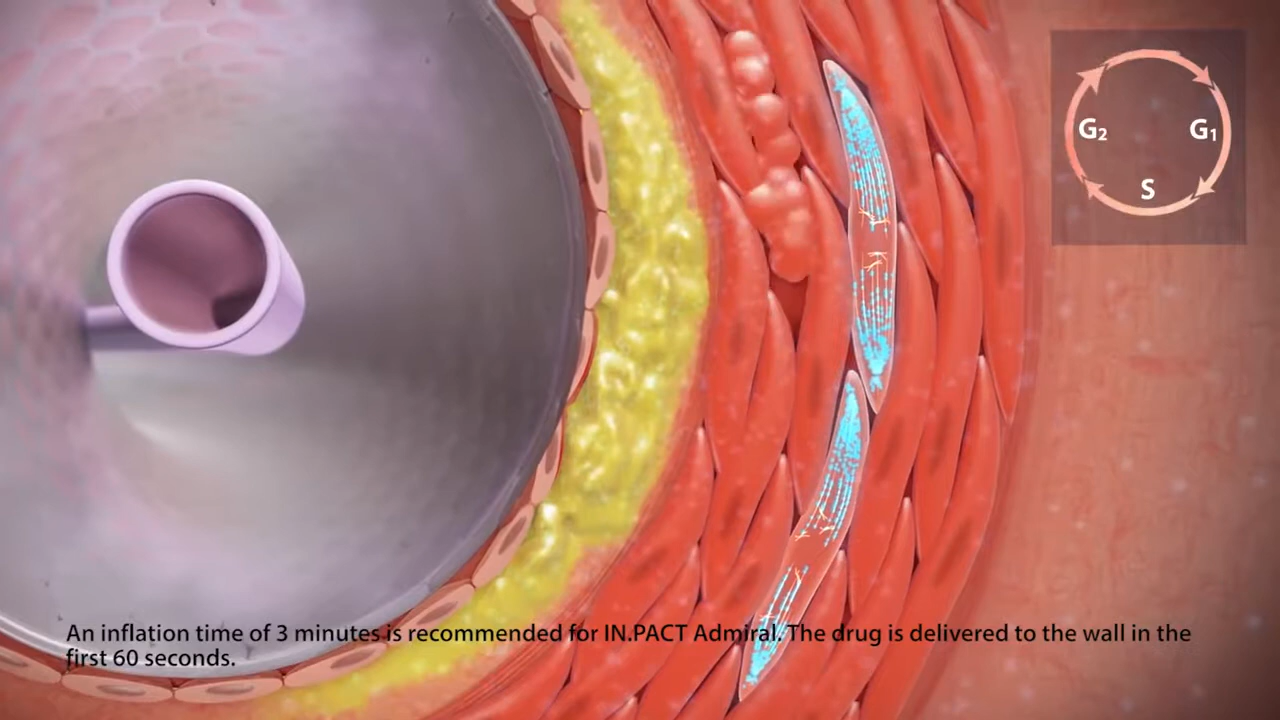 G₂
G₁
S
An inflation time of 3 minutes is recommended for IN.PACT Admiral. The drug is delivered to the wall in the
first 60 seconds.